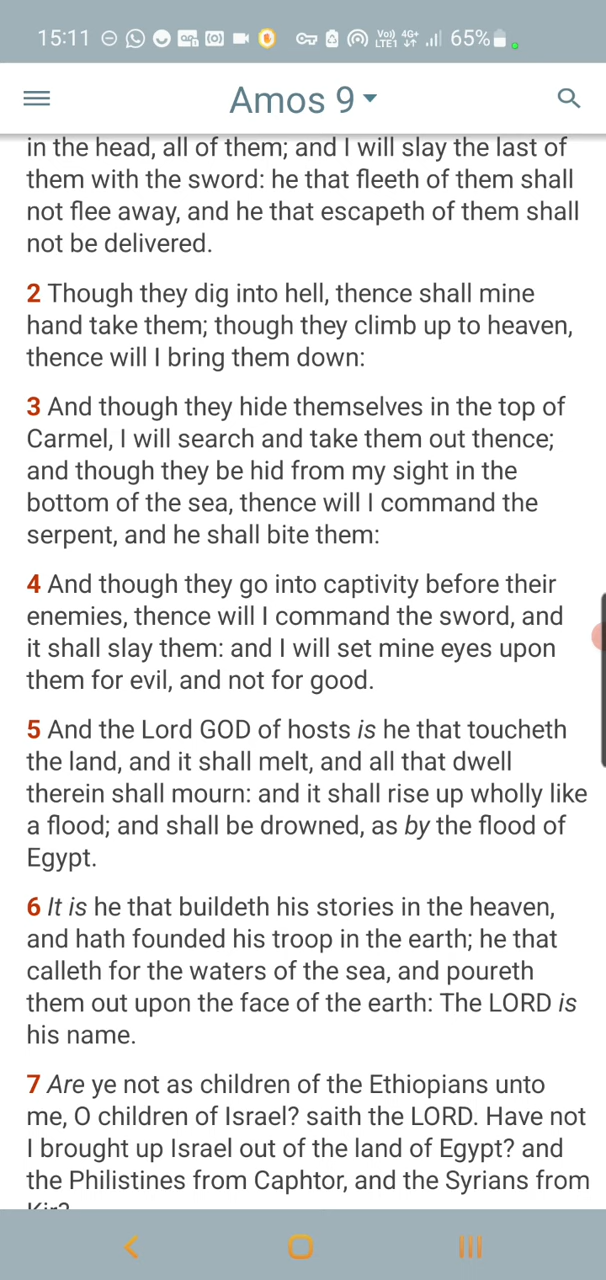 15:11 Vo) 4G+ LTE1 65%
Amos 9
in the head, all of them; and I will slay the last of
them with the sword: he that fleeth of them shall
not flee away, and he that escapeth of them shall
not be delivered.
2 Though they dig into hell, thence shall mine
hand take them; though they climb up to heaven,
thence will I bring them down:
3 And though they hide themselves in the top of
Carmel, I will search and take them out thence;
and though they be hid from my sight in the
bottom of the sea, thence will I command the
serpent, and he shall bite them:
4 And though they go into captivity before their
enemies, thence will I command the sword, and
it shall slay them: and I will set mine eyes upon
them for evil, and not for good.
5 And the Lord GOD of hosts is he that toucheth
the land, and it shall melt, and all that dwell
therein shall mourn: and it shall rise up wholly like
a flood; and shall be drowned, as by the flood of
Egypt.
6 It is he that buildeth his stories in the heaven,
and hath founded his troop in the earth; he that
calleth for the waters of the sea, and poureth
them out upon the face of the earth: The LORD is
his name.
7 Are ye not as children of the Ethiopians unto
me, O children of Israel? saith the LORD. Have not
I brought up Israel out of the land of Egypt? and
the Philistines from Caphtor, and the Syrians from